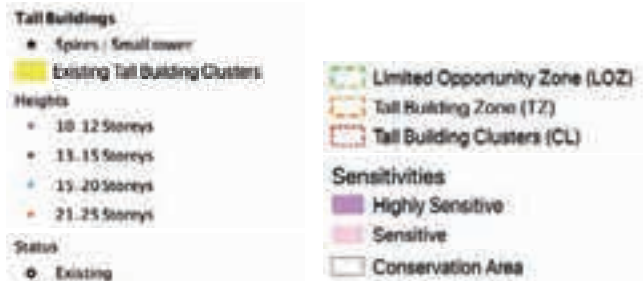 Tall Buildings
Spires / Small tower
Existing Tall Building Clusters
Heights
10-12 Storeys
13-15 Storeys
15-20 Storeys
21-25 Storeys
Status
Existing
Limited Opportunity Zone (LOZ)
Tall Building Zone (TZ)
Tall Building Clusters (CL)
Sensitivities
Highly Sensitive
Sensitive
Conservation Area